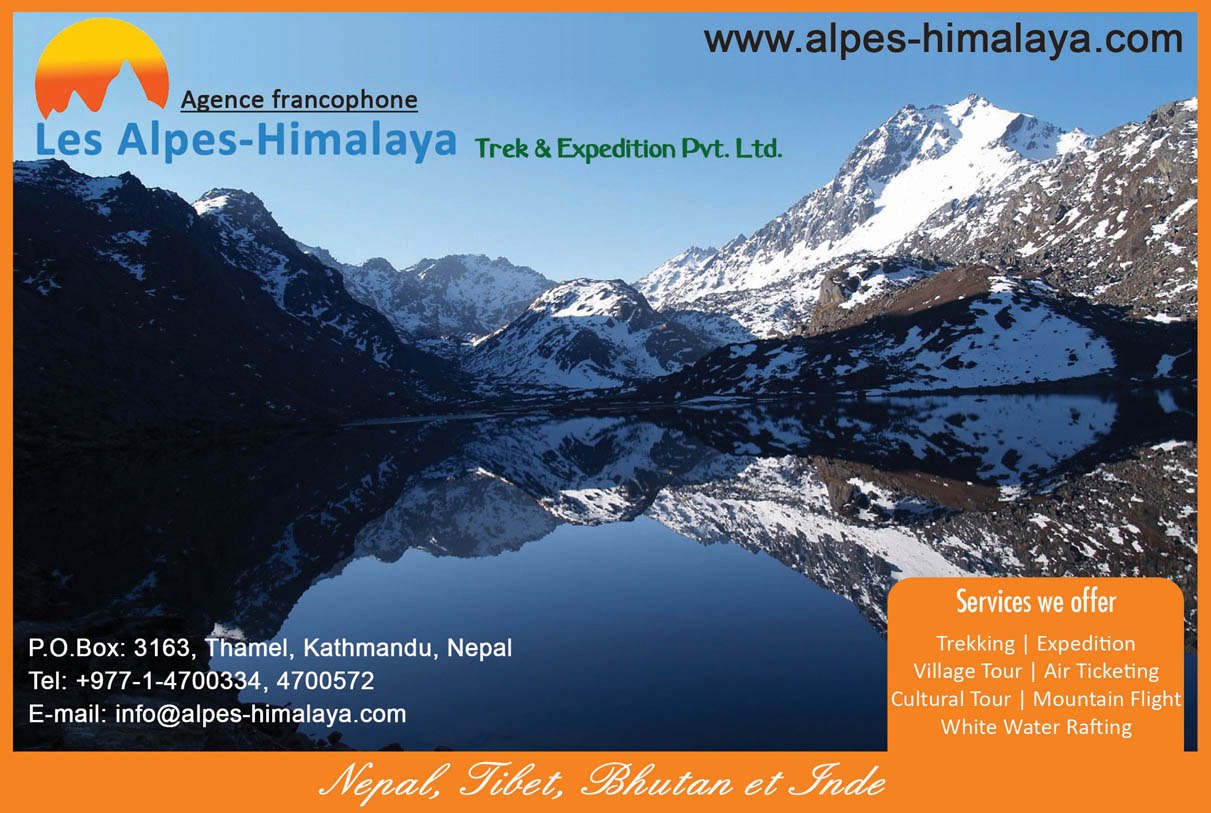 www.alpes-himalaya.com
Agence francophone
Les Alpes-Himalaya Trek & Expedition Pvt. Ltd.
P.O.Box: 3163, Thamel, Kathmandu, Nepal
Tel: +977-1-4700334, 4700572
E-mail: info@alpes-himalaya.com
Services we offer
Trekking | Expedition
Village Tour | Air Ticketing
Cultural Tour | Mountain Flight
White Water Rafting
Nepal, Tibet, Bhutan et Inde